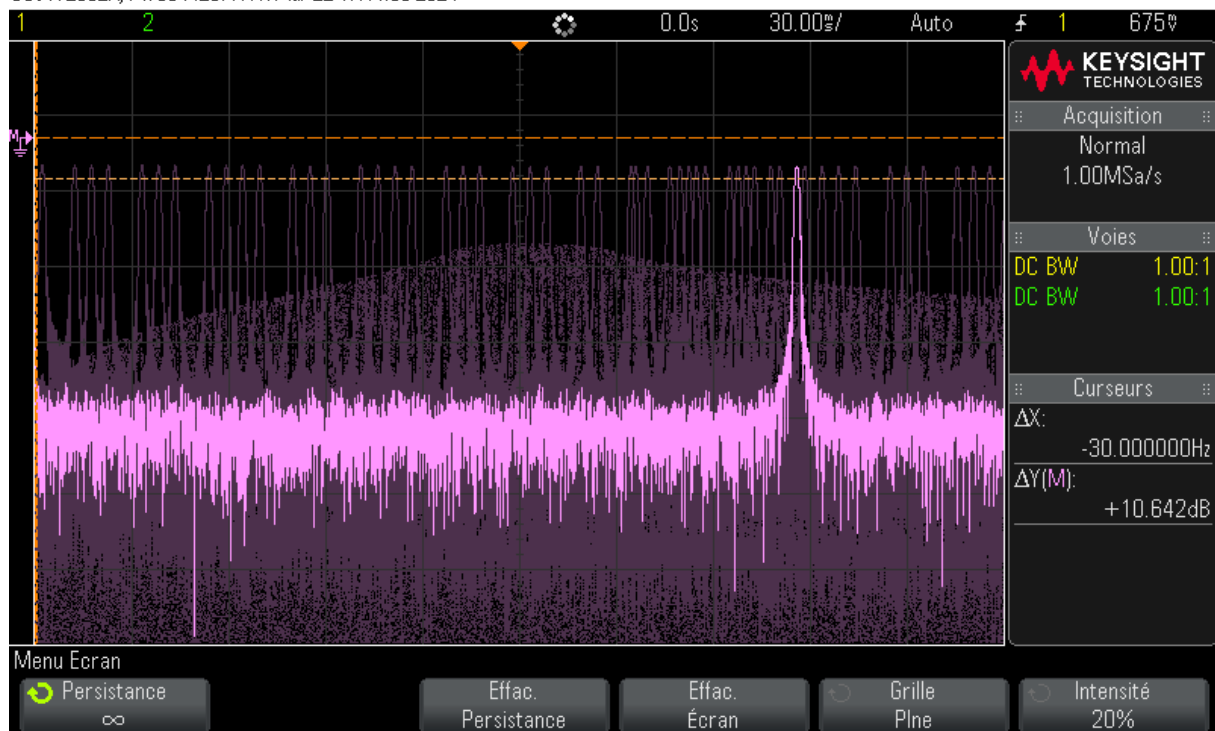 1 2 0.0s 30.00㎳/ Auto 1 675㎷
KEYSIGHT
TECHNOLOGIES
Acquisition
Normal
1.00MSa/s
Voies
DC BW 1.00:1
DC BW 1.00:1
Curseurs
ΔX:
-30.000000Hz
ΔY(M):
+10.642dB
M
Menu Ecran
Persistance
∞
Effac.
Persistance
Effac.
Écran
Grille
Plne
Intensité
20%